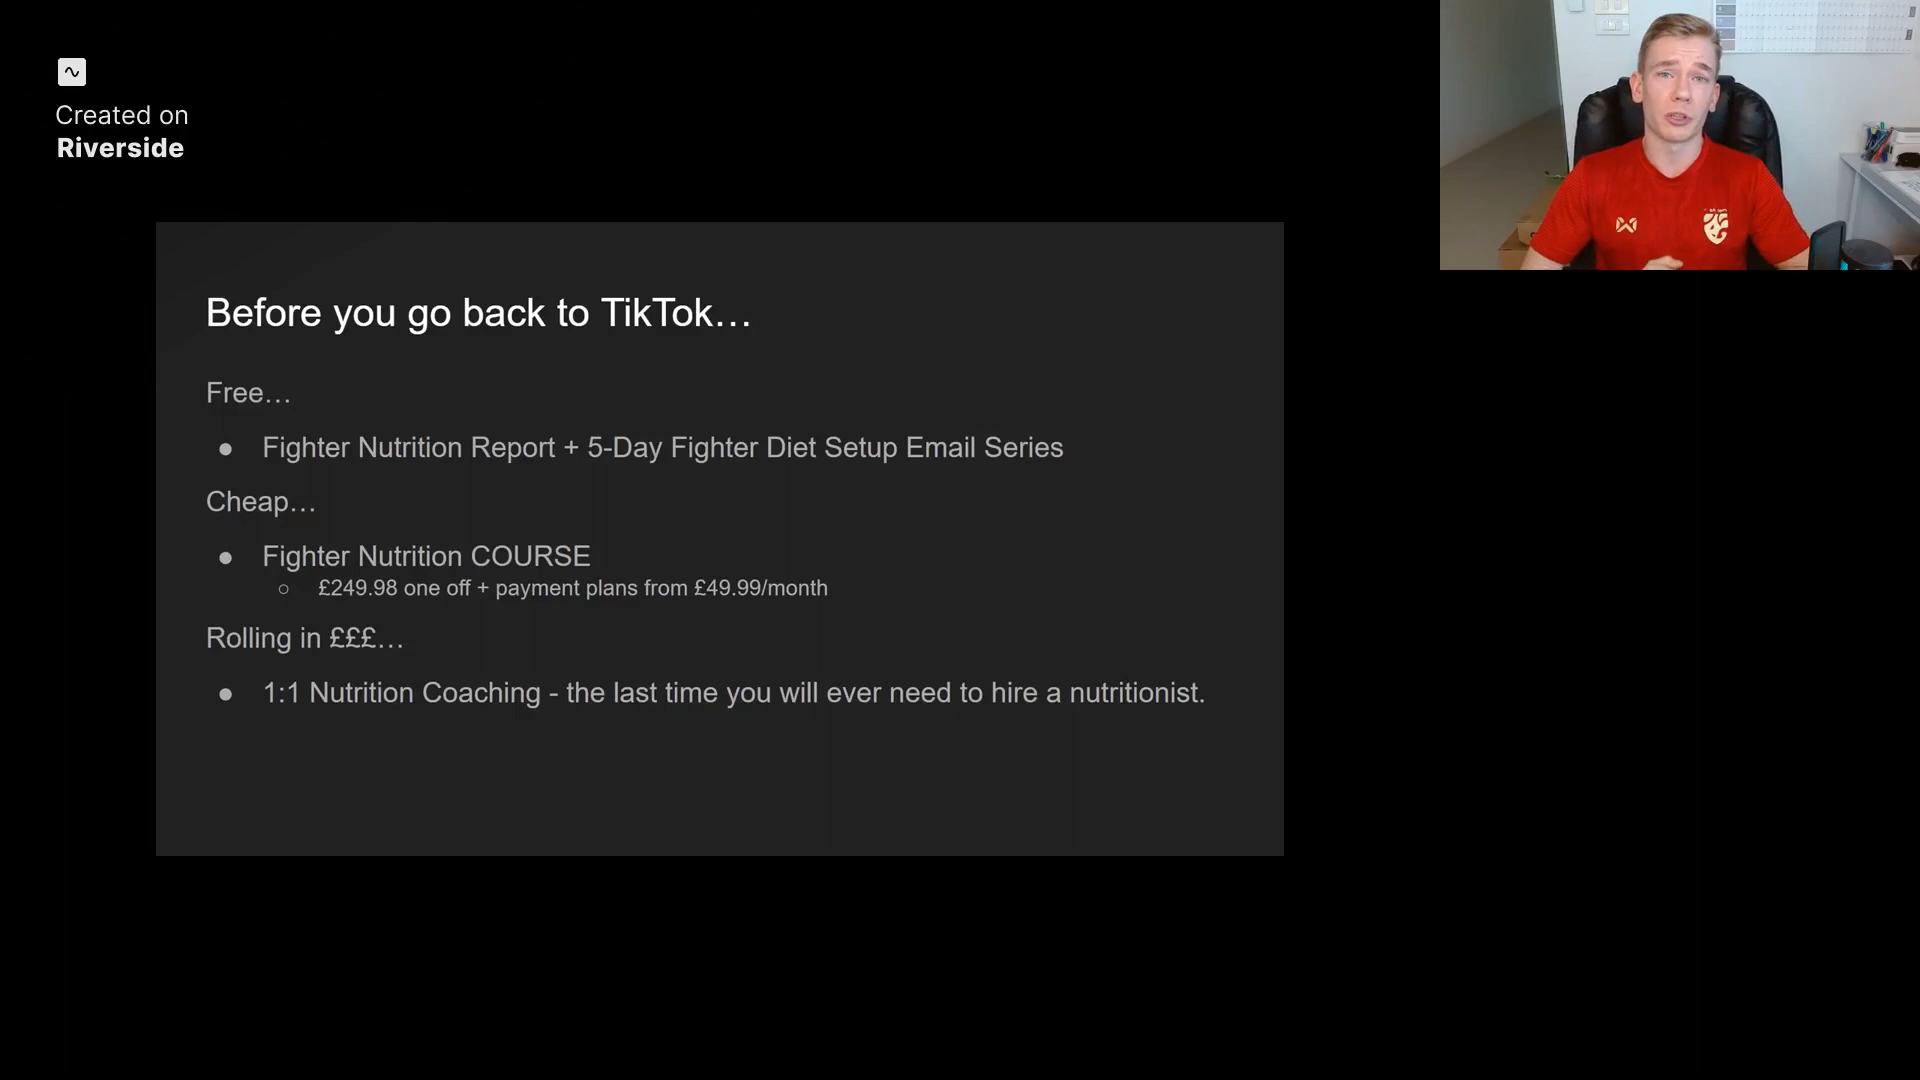 Created on
Riverside
Before you go back to TikTok…
Free…
● Fighter Nutrition Report + 5-Day Fighter Diet Setup Email Series
Cheap…
● Fighter Nutrition COURSE
○ £249.98 one off + payment plans from £49.99/month
Rolling in £££…
● 1:1 Nutrition Coaching - the last time you will ever need to hire a nutritionist.